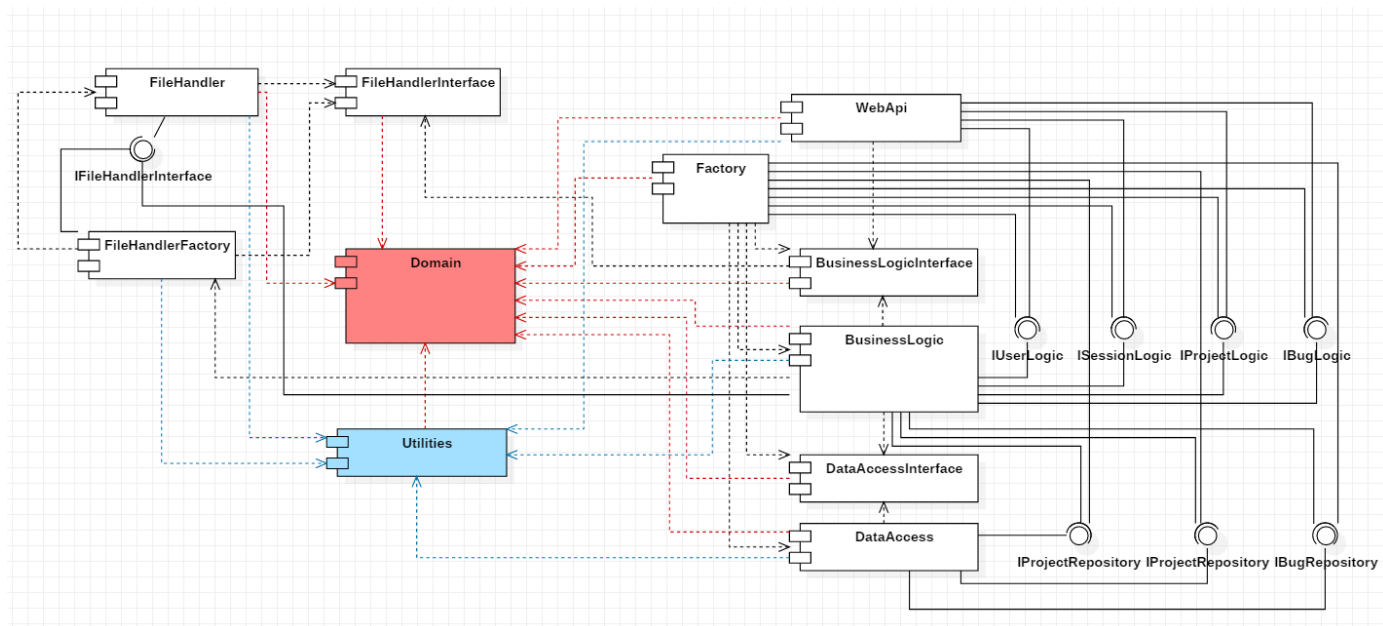 FileHandler
FileHandlerInterface
WebApi
IFileHandlerInterface
Factory
FileHandlerFactory
Domain
BusinessLogicInterface
BusinessLogic
IUserLogic
ISessionLogic
IProjectLogic
IBugLogic
Utilities
DataAccessInterface
DataAccess
IProjectRepository
IProjectRepository
IBugRepository